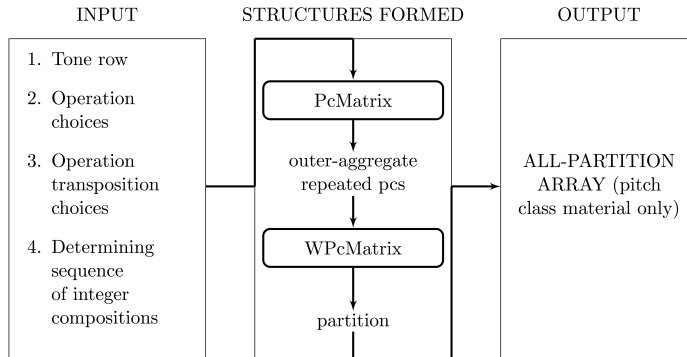 INPUT
STRUCTURES FORMED
OUTPUT
1. Tone row
2. Operation
choices
3. Operation
transposition
choices
4. Determining
sequence
of integer
compositions
PcMatrix
outer-aggregate
repeated pcs
WPcMatrix
partition
ALL-PARTITION
ARRAY (pitch
class material only)